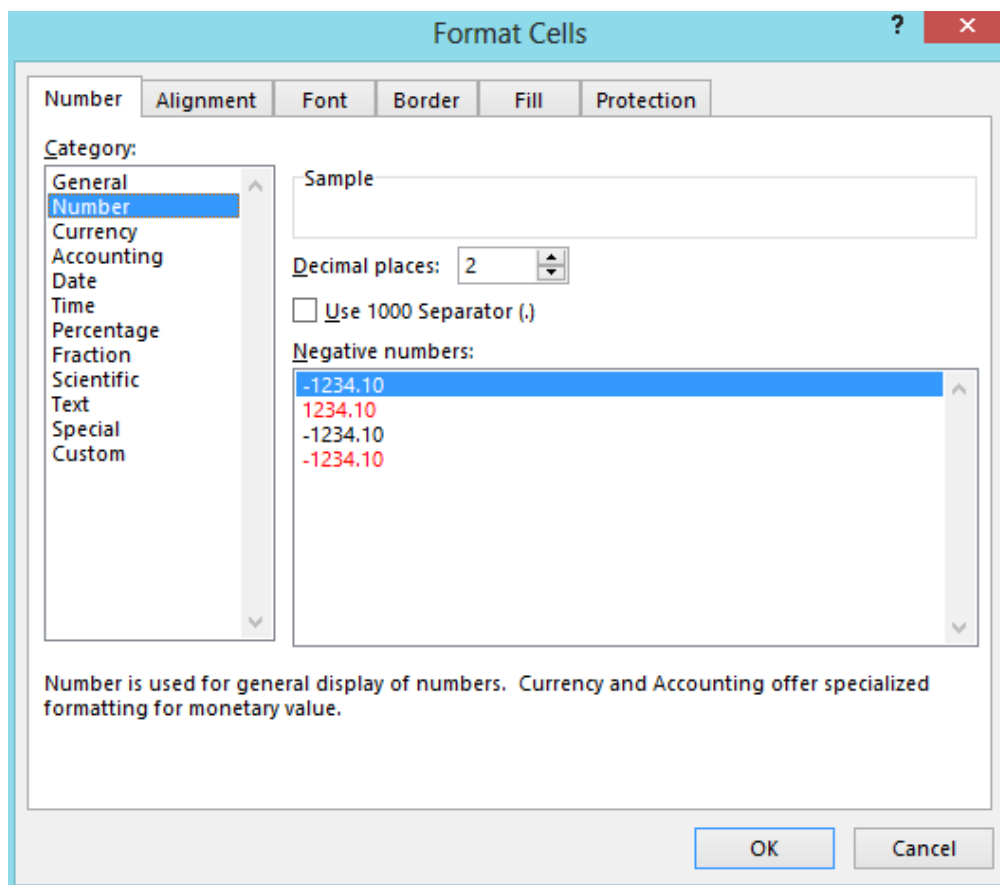 Format Cells
?
Number Alignment Font Border Fill Protection
Category:
General
Number
Currency
Accounting
Date
Time
Percentage
Fraction
Scientific
Text
Special
Custom
Sample
Decimal places: 2
Use 1000 Separator (.)
Negative numbers:
-1234.10
1234.10
-1234.10
-1234.10
Number is used for general display of numbers. Currency and Accounting offer specialized
formatting for monetary value.
OK Cancel